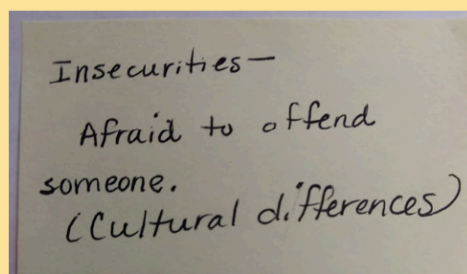 Insecurities—
Afraid to offend
someone.
(Cultural differences)